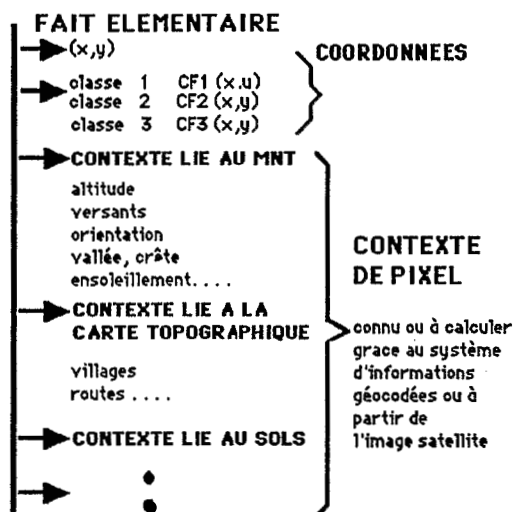 FAIT ELEMENTAIRE
(x,y)
COORDONNEES
classe 1 CF1 (x.y)
classe 2 CF2 (x,y)
classe 3 CF3 (x,y)
CONTEXTE LIE AU MNT
altitude
versants
orientation
vallée, crâte
ensoleillement. . . .
CONTEXTE LIE A LA
CARTE TOPOGRAPHIQUE
villages
routes . . . .
CONTEXTE LIE AU SOLS
CONTEXTE
DE PIXEL
connu ou à calculer
grace au système
d'informations
géocodées ou à
partir de
l'image satellite